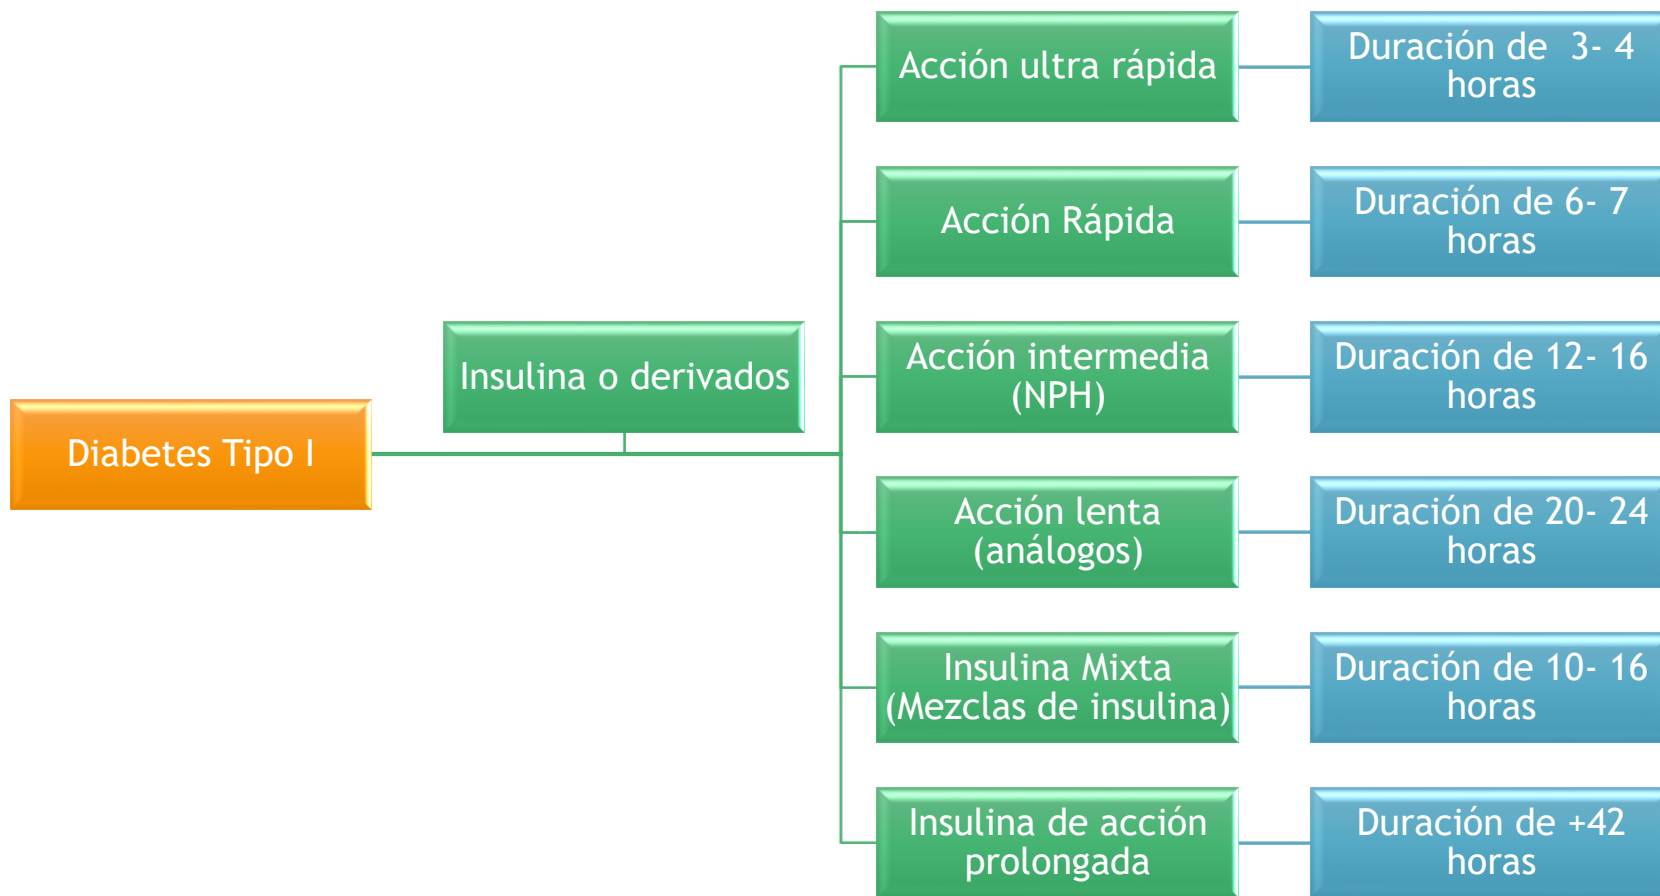 Diabetes Tipo I
Insulina o derivados
Acción ultra rápida
Duración de 3- 4
horas
Acción Rápida
Duración de 6- 7
horas
Acción intermedia
(NPH)
Duración de 12- 16
horas
Acción lenta
(análogos)
Duración de 20- 24
horas
Insulina Mixta
(Mezclas de insulina)
Duración de 10- 16
horas
Insulina de acción
prolongada
Duración de +42
horas